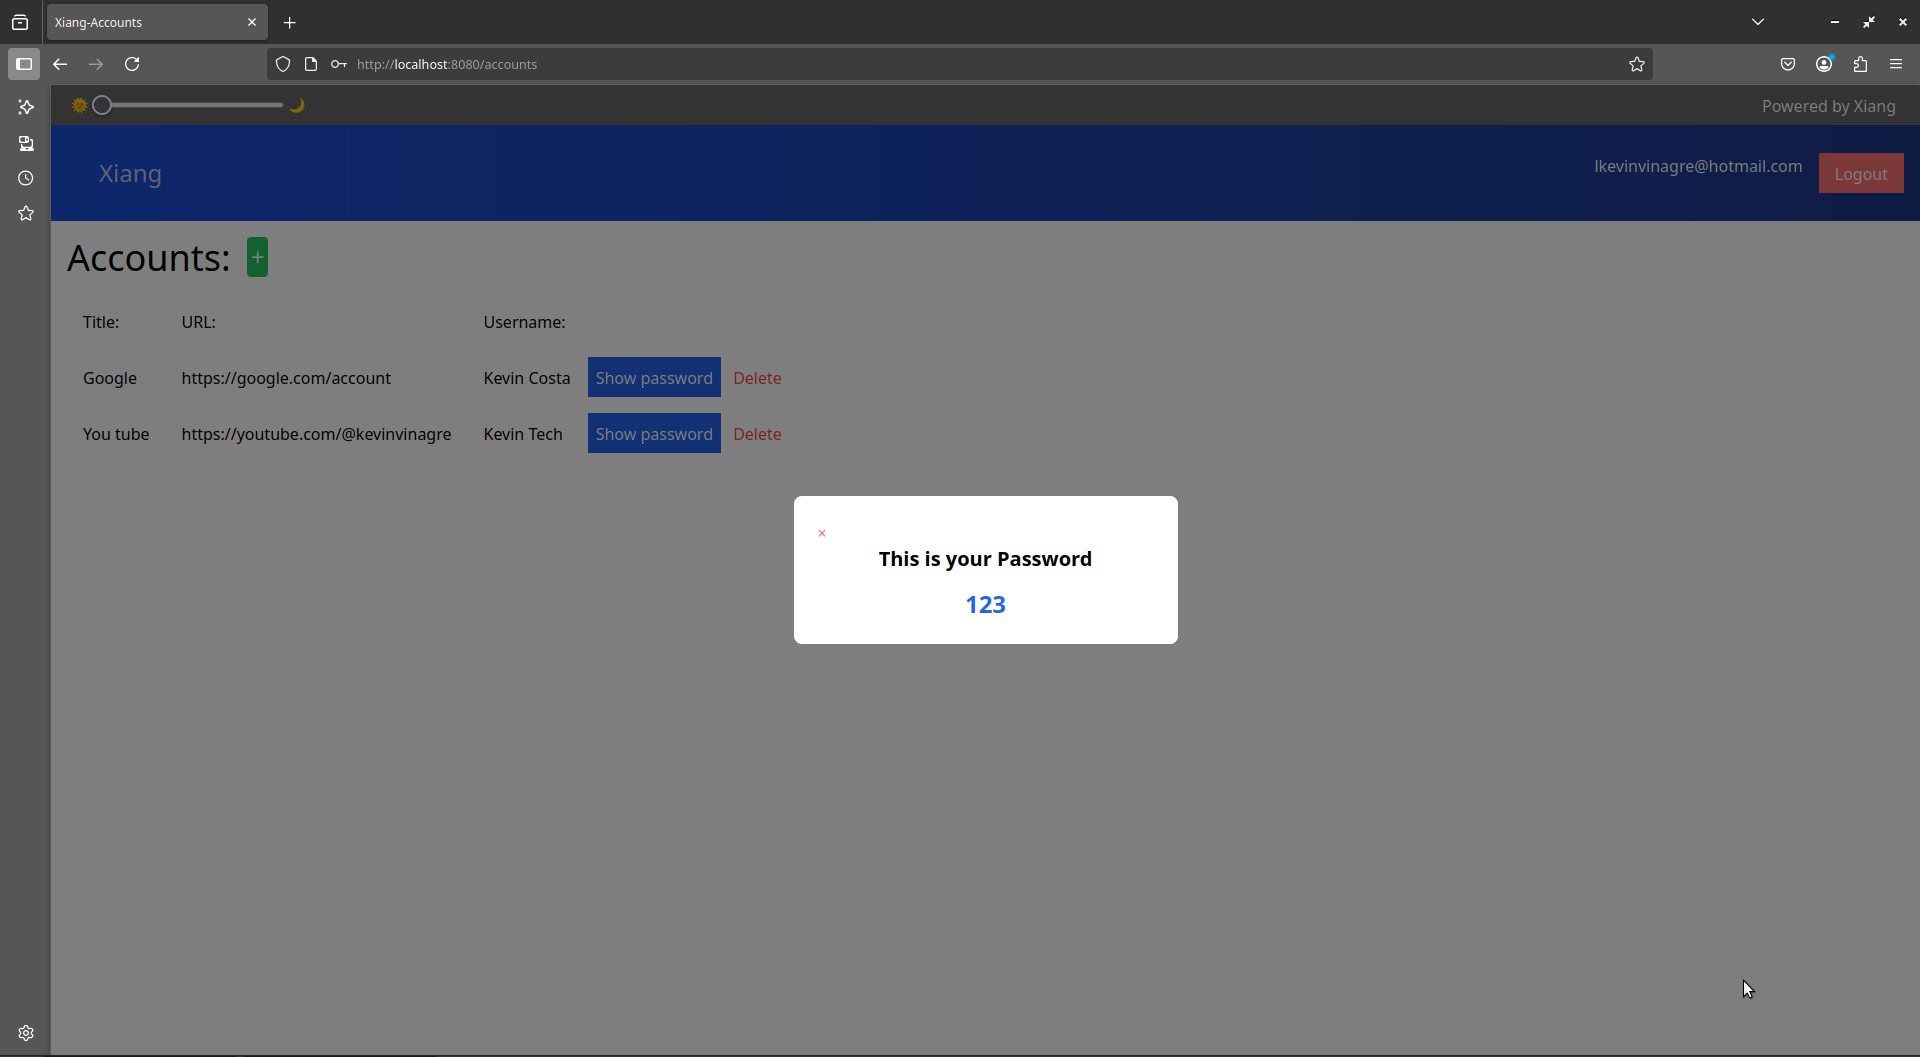 Xiang-Accounts
http://localhost:8080/accounts
Powered by Xiang
Xiang
lkevinvinagre@hotmail.com
Logout
Accounts: +
Title: URL: Username:
Google https://google.com/account Kevin Costa Show password Delete
You tube https://youtube.com/@kevinvinagre Kevin Tech Show password Delete
×
This is your Password
123